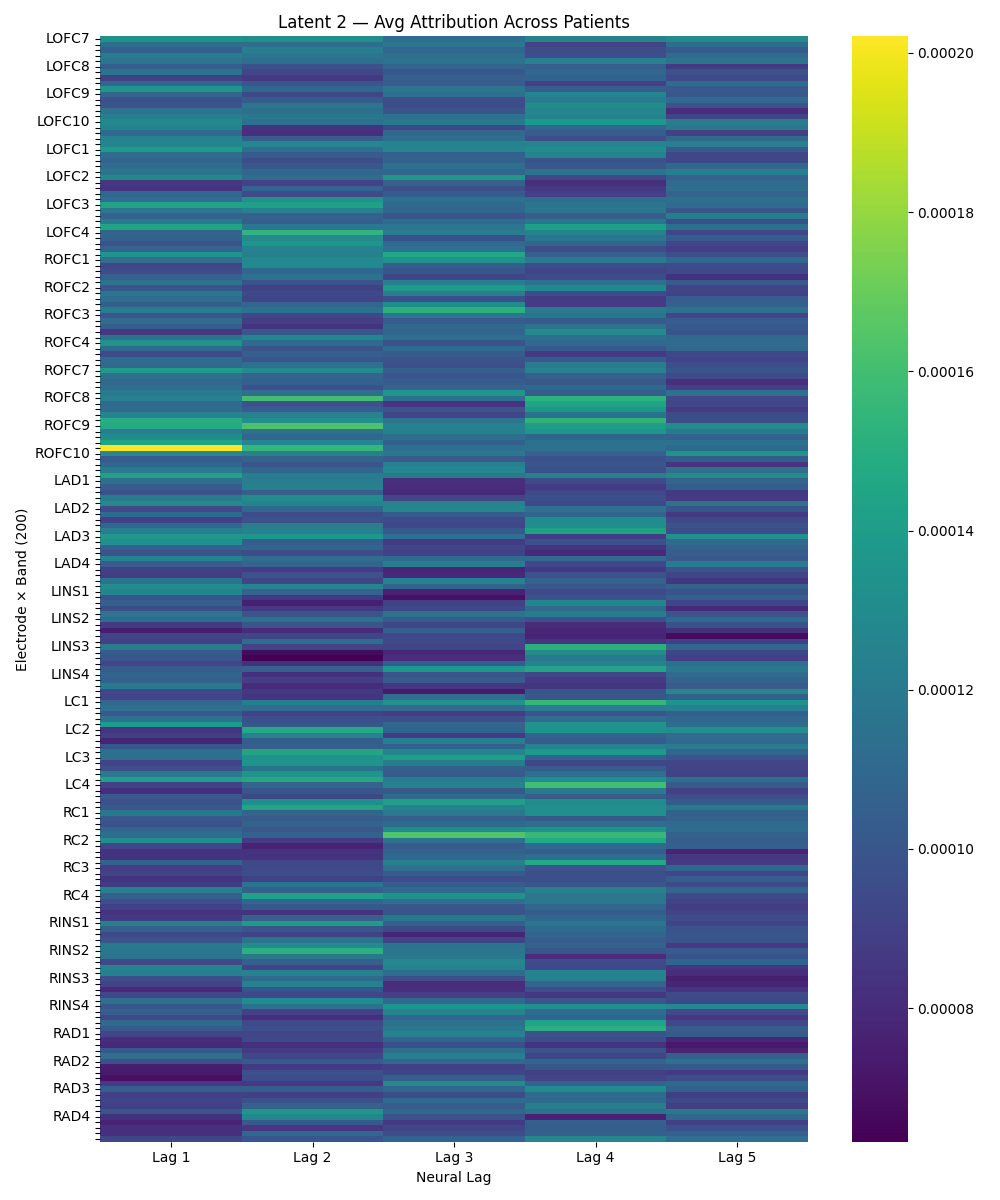 Latent 2 — Avg Attribution Across Patients
Electrode × Band (200)
LOFC7
LOFC8
LOFC9
LOFC10
LOFC1
LOFC2
LOFC3
LOFC4
ROFC1
ROFC2
ROFC3
ROFC4
ROFC7
ROFC8
ROFC9
ROFC10
LAD1
LAD2
LAD3
LAD4
LINS1
LINS2
LINS3
LINS4
LC1
LC2
LC3
LC4
RC1
RC2
RC3
RC4
RINS1
RINS2
RINS3
RINS4
RAD1
RAD2
RAD3
RAD4
Lag 1 Lag 2 Lag 3 Lag 4 Lag 5
Neural Lag
0.00020
0.00018
0.00016
0.00014
0.00012
0.00010
0.00008